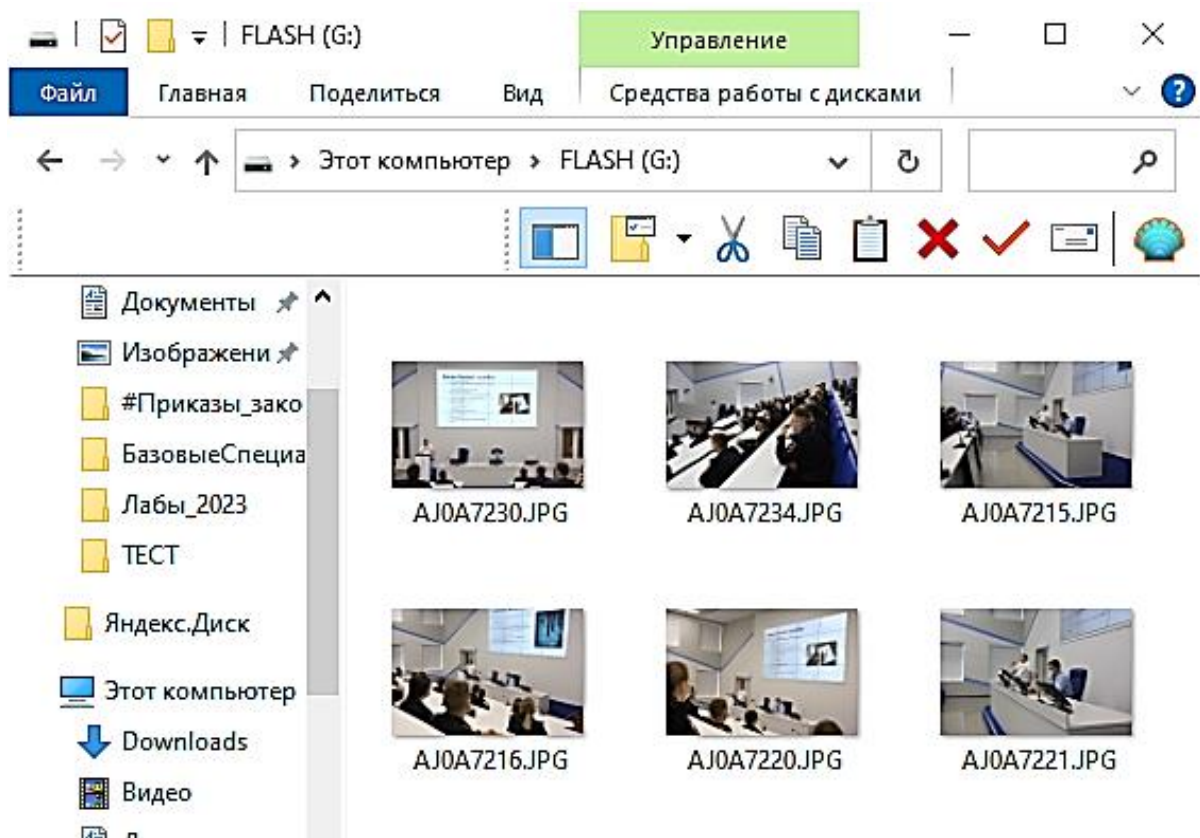 FLASH (G:)
Управление
Файл Главная Поделиться Вид Средства работы с дисками
Этот компьютер FLASH (G:)
Документы
Изображени
#Приказы_зако
БазовыеСпециа
Лабы_2023
ТЕСТ
Яндекс.Диск
Этот компьютер
Downloads
Видео
AJ0A7230.JPG AJ0A7234.JPG AJ0A7215.JPG
AJ0A7216.JPG AJ0A7220.JPG AJ0A7221.JPG